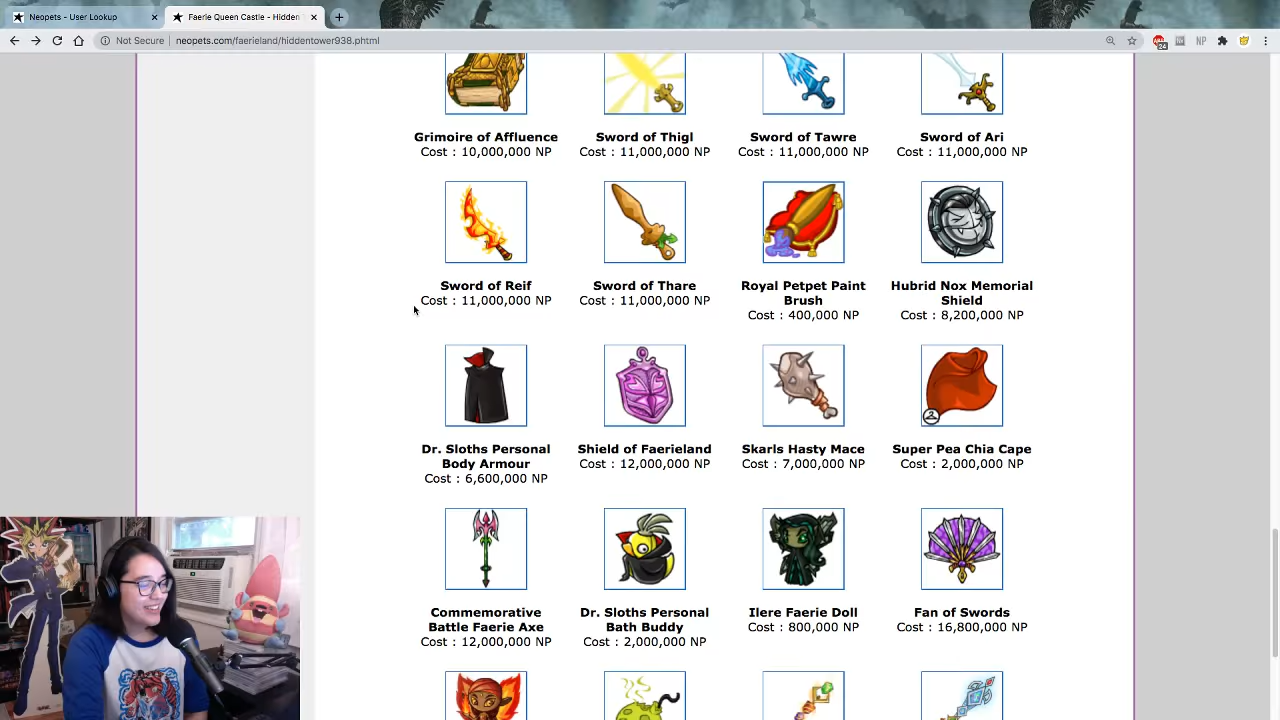 Neopets - User Lookup
Faerie Queen Castle - Hidden
Not Secure
neopets.com/faerieland/hiddentower938.phtml
24
NP
Grimoire of Affluence
Cost : 10,000,000 NP
Sword of Thigl
Cost : 11,000,000 NP
Sword of Tawre
Cost : 11,000,000 NP
Sword of Ari
Cost : 11,000,000 NP
Sword of Reif
Cost : 11,000,000 NP
Sword of Thare
Cost : 11,000,000 NP
Royal Petpet Paint
Brush
Cost : 400,000 NP
Hubrid Nox Memorial
Shield
Cost : 8,200,000 NP
Dr. Sloths Personal
Body Armour
Cost : 6,600,000 NP
Shield of Faerieland
Cost : 12,000,000 NP
Skarls Hasty Mace
Cost : 7,000,000 NP
Super Pea Chia Cape
Cost : 2,000,000 NP
Commemorative
Battle Faerie Axe
Cost : 12,000,000 NP
Dr. Sloths Personal
Bath Buddy
Cost : 2,000,000 NP
Ilere Faerie Doll
Cost : 800,000 NP
Fan of Swords
Cost : 16,800,000 NP